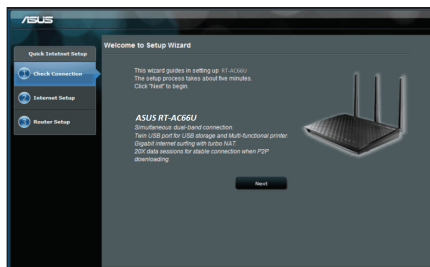 ASUS
Quick Internet Setup
1 Check Connection
2 Internet Setup
3 Router Setup
Welcome to Setup Wizard
This wizard guides in setting up RT-AC66U
The setup process takes about five minutes.
Click "Next" to begin.
ASUS RT-AC66U
Simultaneous dual-band connection.
Twin USB port for USB storage and Multi-functional printer.
Gigabit internet surfing with turbo NAT.
20X data sessions for stable connection when P2P
downloading.
Next